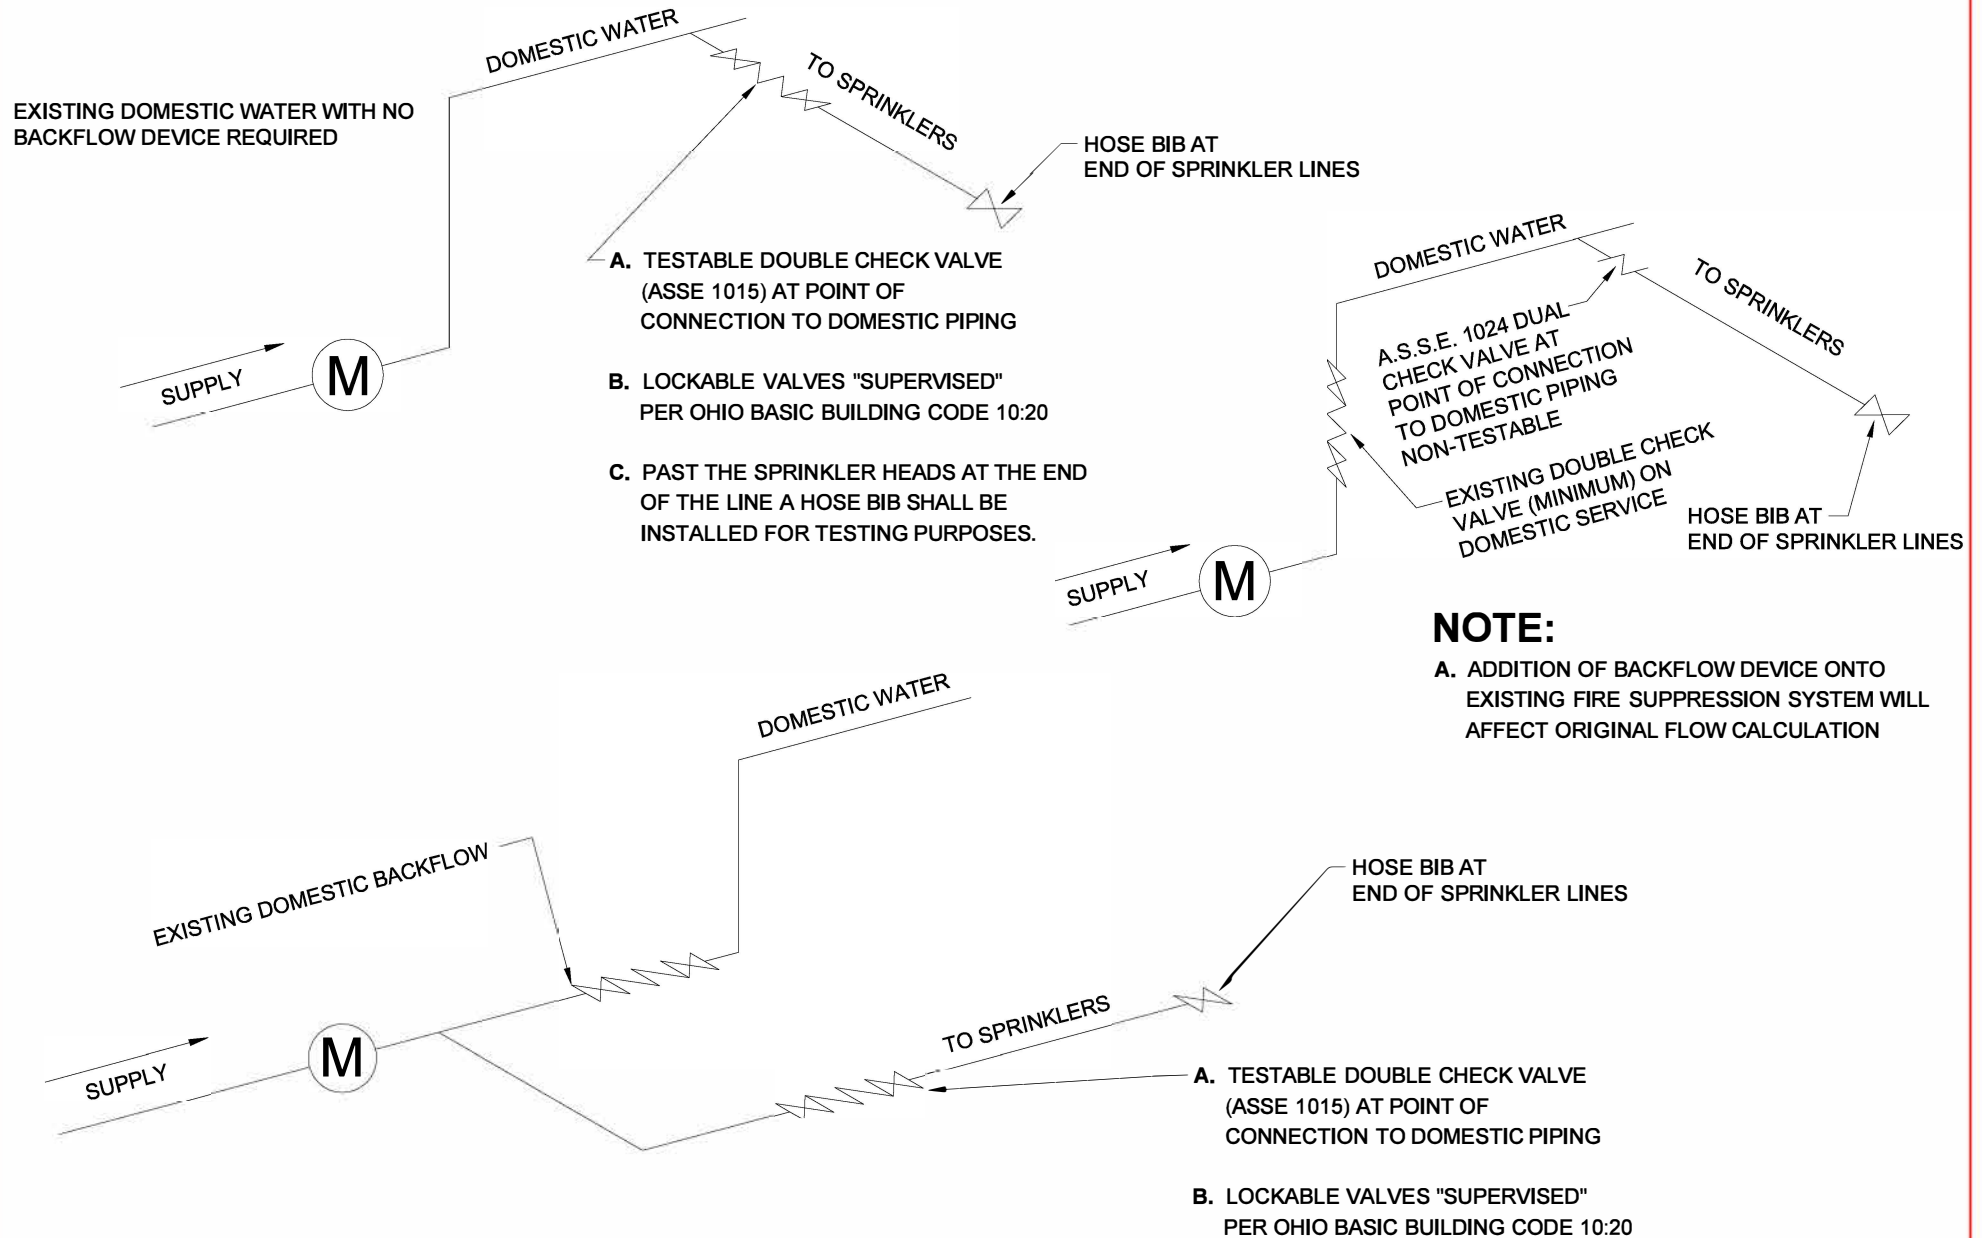 DOMESTIC WATER
TO SPRINKLERS
EXISTING DOMESTIC WATER WITH NO
BACKFLOW DEVICE REQUIRED
HOSE BIB AT
END OF SPRINKLER LINES
A. TESTABLE DOUBLE CHECK VALVE
(ASSE 1015) AT POINT OF
CONNECTION TO DOMESTIC PIPING
B. LOCKABLE VALVES "SUPERVISED"
PER OHIO BASIC BUILDING CODE 10:20
C. PAST THE SPRINKLER HEADS AT THE END
OF THE LINE A HOSE BIB SHALL BE
INSTALLED FOR TESTING PURPOSES.
SUPPLY
M
DOMESTIC WATER
TO SPRINKLERS
A.S.S.E. 1024 DUAL
CHECK VALVE AT
POINT OF CONNECTION
TO DOMESTIC PIPING
NON-TESTABLE
EXISTING DOUBLE CHECK
VALVE (MINIMUM) ON
DOMESTIC SERVICE
HOSE BIB AT
END OF SPRINKLER LINES
SUPPLY
M
NOTE:
A. ADDITION OF BACKFLOW DEVICE ONTO
EXISTING FIRE SUPPRESSION SYSTEM WILL
AFFECT ORIGINAL FLOW CALCULATION
DOMESTIC WATER
EXISTING DOMESTIC BACKFLOW
HOSE BIB AT
END OF SPRINKLER LINES
TO SPRINKLERS
SUPPLY
M
A. TESTABLE DOUBLE CHECK VALVE
(ASSE 1015) AT POINT OF
CONNECTION TO DOMESTIC PIPING
B. LOCKABLE VALVES "SUPERVISED"
PER OHIO BASIC BUILDING CODE 10:20